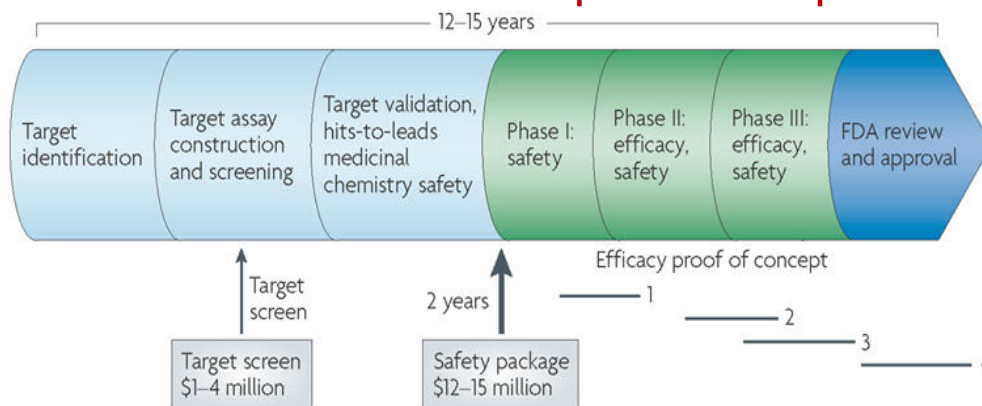 12–15 years
Target
identification
Target assay
construction
and screening
Target validation,
hits-to-leads
medicinal
chemistry safety
Phase I:
safety
Phase II:
efficacy,
safety
Phase III:
efficacy,
safety
FDA review
and approval
Efficacy proof of concept
Target
screen
2 years
1
2
3
Target screen
$1–4 million
Safety package
$12–15 million